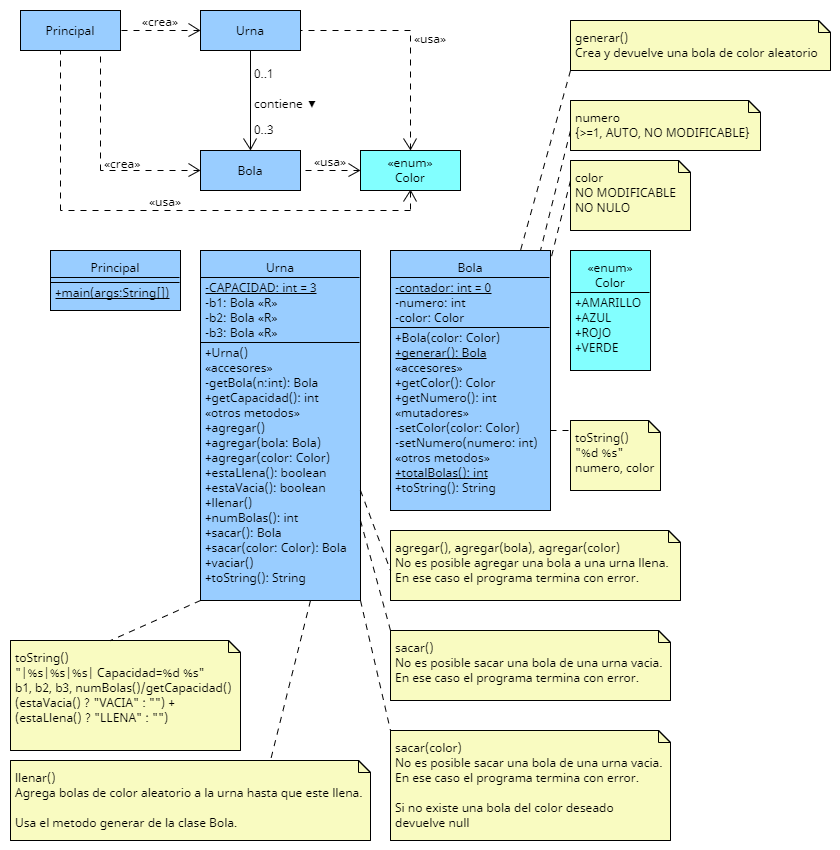 Principal
«crea»
Urna
«usa»
0..1
contiene ▼
0..3
«crea»
Bola
«usa»
«enum»
Color
«usa»
generar()
Crea y devuelve una bola de color aleatorio
numero
{>=1, AUTO, NO MODIFICABLE}
color
NO MODIFICABLE
NO NULO
Principal
+main(args:String[])
Urna
-CAPACIDAD: int = 3
-b1: Bola «R»
-b2: Bola «R»
-b3: Bola «R»
+Urna()
«accesores»
-getBola(n:int): Bola
+getCapacidad(): int
«otros metodos»
+agregar()
+agregar(bola: Bola)
+agregar(color: Color)
+estaLlena(): boolean
+estaVacia(): boolean
+llenar()
+numBolas(): int
+sacar(): Bola
+sacar(color: Color): Bola
+vaciar()
+toString(): String
Bola
-contador: int = 0
-numero: int
-color: Color
+Bola(color: Color)
+generar(): Bola
«accesores»
+getColor(): Color
+getNumero(): int
«mutadores»
-setColor(color: Color)
-setNumero(numero: int)
«otros metodos»
+totalBolas(): int
+toString(): String
«enum»
Color
+AMARILLO
+AZUL
+ROJO
+VERDE
toString()
"%d %s"
numero, color
agregar(), agregar(bola), agregar(color)
No es posible agregar una bola a una urna llena.
En ese caso el programa termina con error.
sacar()
No es posible sacar una bola de una urna vacia.
En ese caso el programa termina con error.
toString()
"|%s|%s|%s| Capacidad=%d %s"
b1, b2, b3, numBolas()/getCapacidad()
(estaVacia() ? "VACIA" : "") +
(estaLlena() ? "LLENA" : "")
sacar(color)
No es posible sacar una bola de una urna vacia.
En ese caso el programa termina con error.
Si no existe una bola del color deseado
devuelve null
llenar()
Agrega bolas de color aleatorio a la urna hasta que este llena.
Usa el metodo generar de la clase Bola.